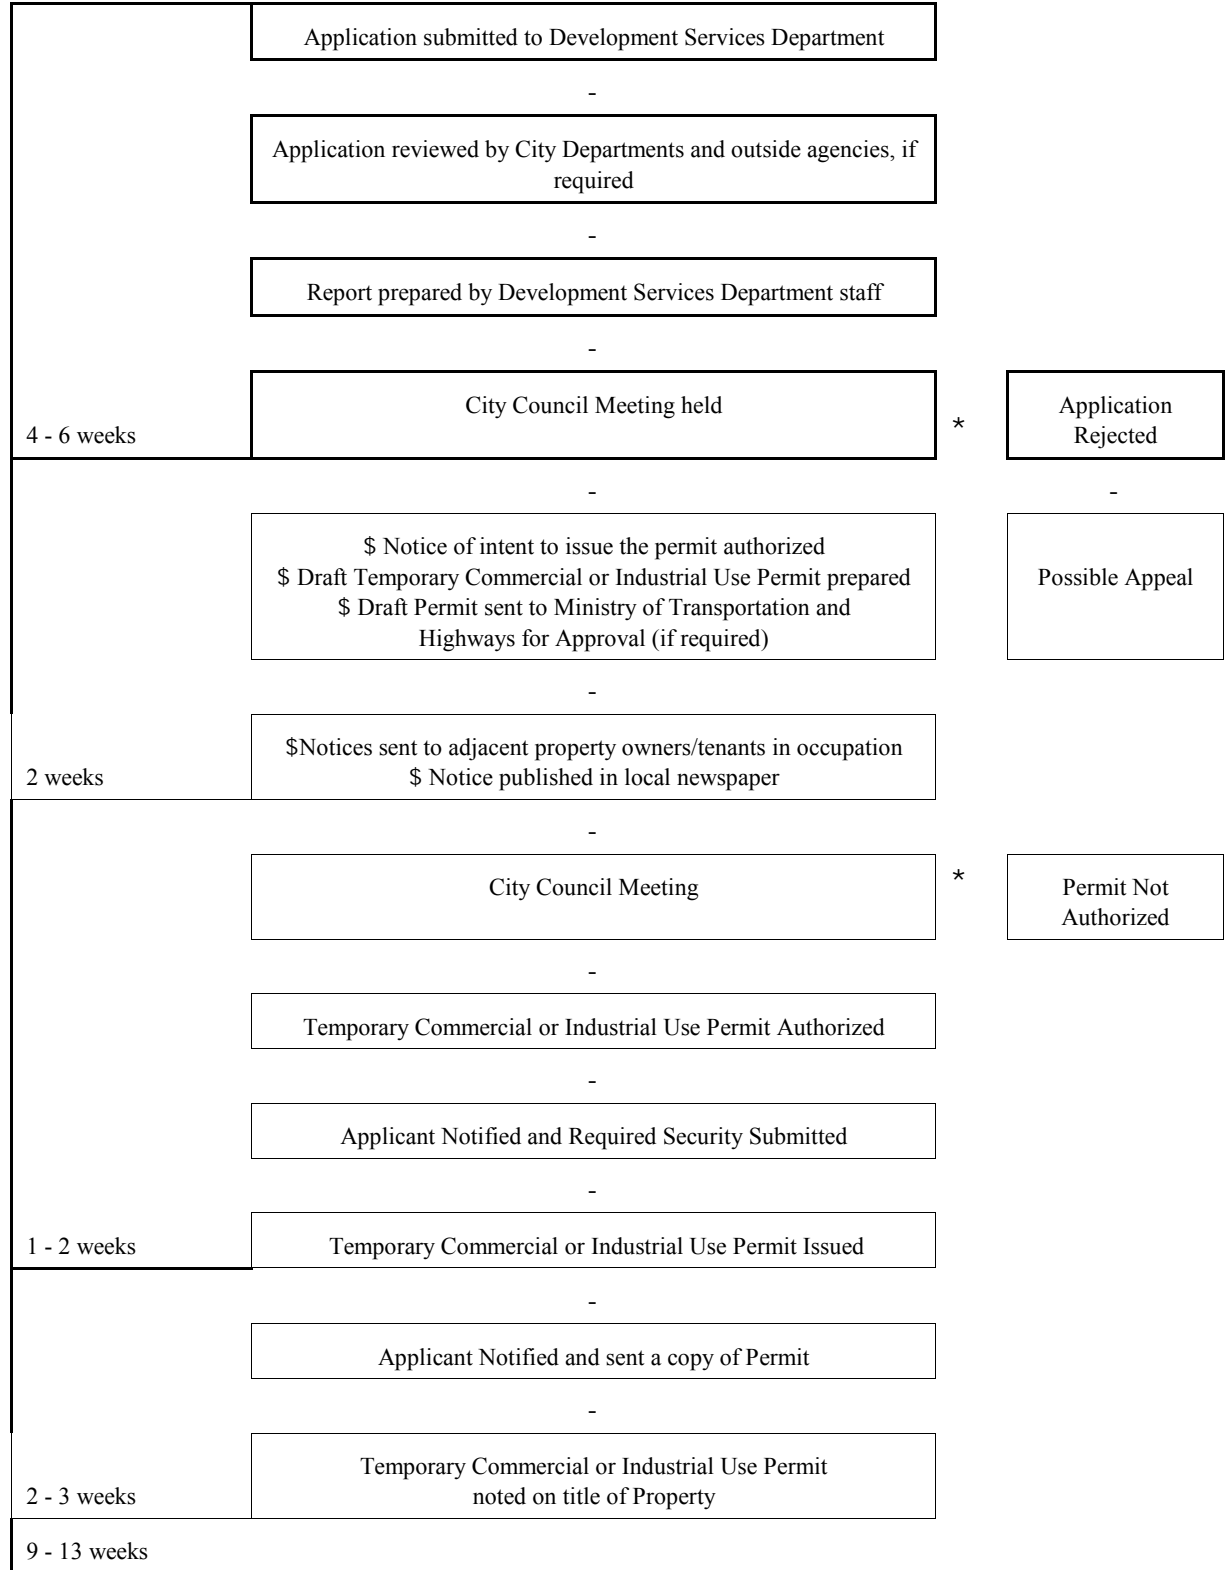 Application submitted to Development Services Department
-
Application reviewed by City Departments and outside agencies, if
required
-
Report prepared by Development Services Department staff
-
City Council Meeting held
4 - 6 weeks
*
Application
Rejected
-
-
$ Notice of intent to issue the permit authorized
$ Draft Temporary Commercial or Industrial Use Permit prepared
$ Draft Permit sent to Ministry of Transportation and
Highways for Approval (if required)
Possible Appeal
-
$Notices sent to adjacent property owners/tenants in occupation
$ Notice published in local newspaper
2 weeks
-
City Council Meeting
*
Permit Not
Authorized
-
Temporary Commercial or Industrial Use Permit Authorized
-
Applicant Notified and Required Security Submitted
-
1 - 2 weeks
Temporary Commercial or Industrial Use Permit Issued
-
Applicant Notified and sent a copy of Permit
-
Temporary Commercial or Industrial Use Permit
noted on title of Property
2 - 3 weeks
9 - 13 weeks